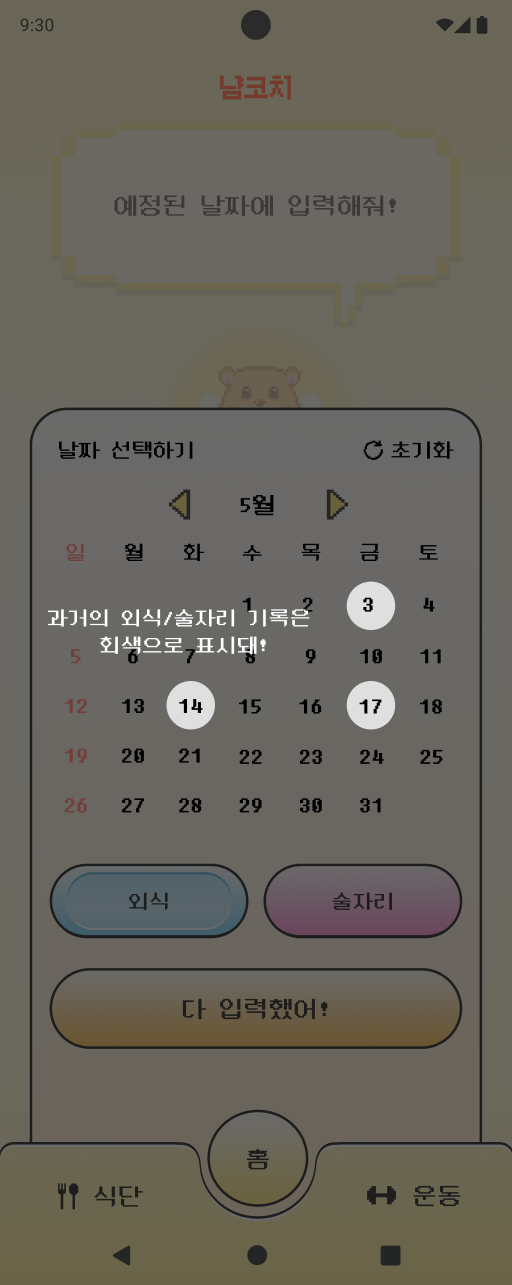 9:30
냠코치
예정된 날짜에 입력해줘!
날짜 선택하기
초기화
5월
일 월 화 수 목 금 토
1 2 3 4
과거의 외식/술자리 기록은
회색으로 표시돼!
5 6 7 8 9 10 11
12 13 14 15 16 17 18
19 20 21 22 23 24 25
26 27 28 29 30 31
외식
술자리
다 입력했어!
홈
식단
운동